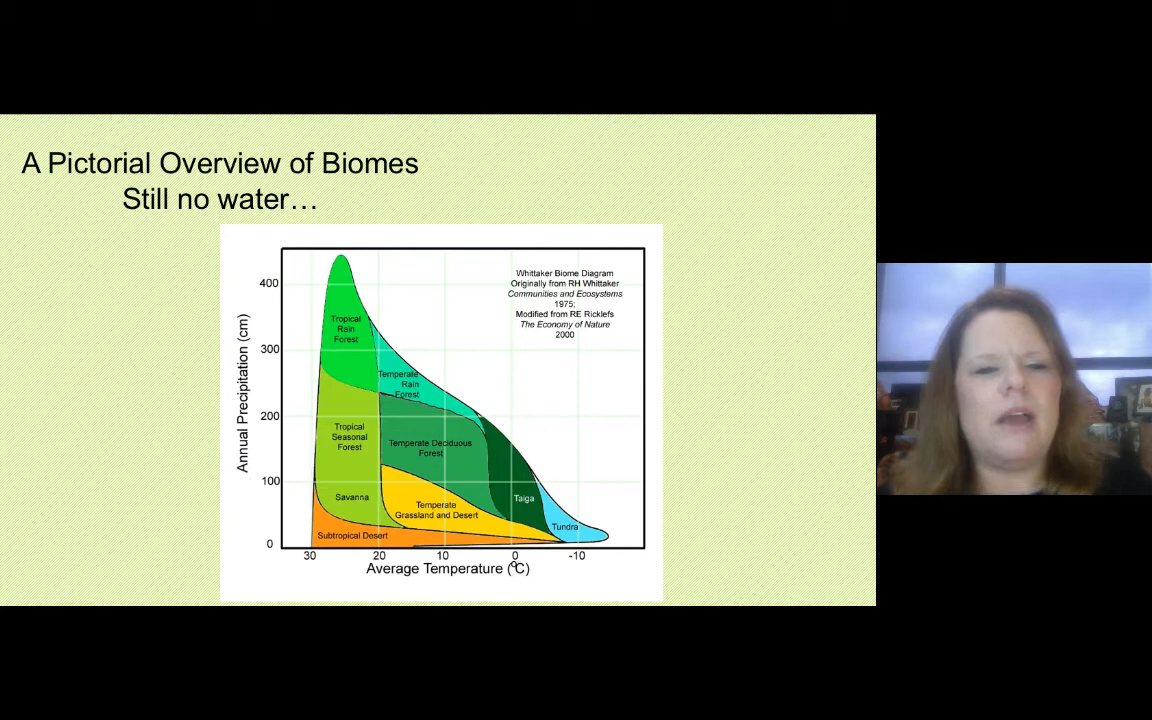 A Pictorial Overview of Biomes
Still no water…
Whittaker Biome Diagram
Originally from RH Whittaker
Communities and Ecosystems
1975;
Modified from RE Ricklefs
The Economy of Nature
2000
Annual Precipitation (cm)
400
300
200
100
0
Tropical
Rain
Forest
Temperate
Rain
Forest
Tropical
Seasonal
Forest
Temperate Deciduous
Forest
Savanna
Temperate
Grassland and Desert
Taiga
Tundra
Subtropical Desert
30 20 10 0 -10
Average Temperature (°C)